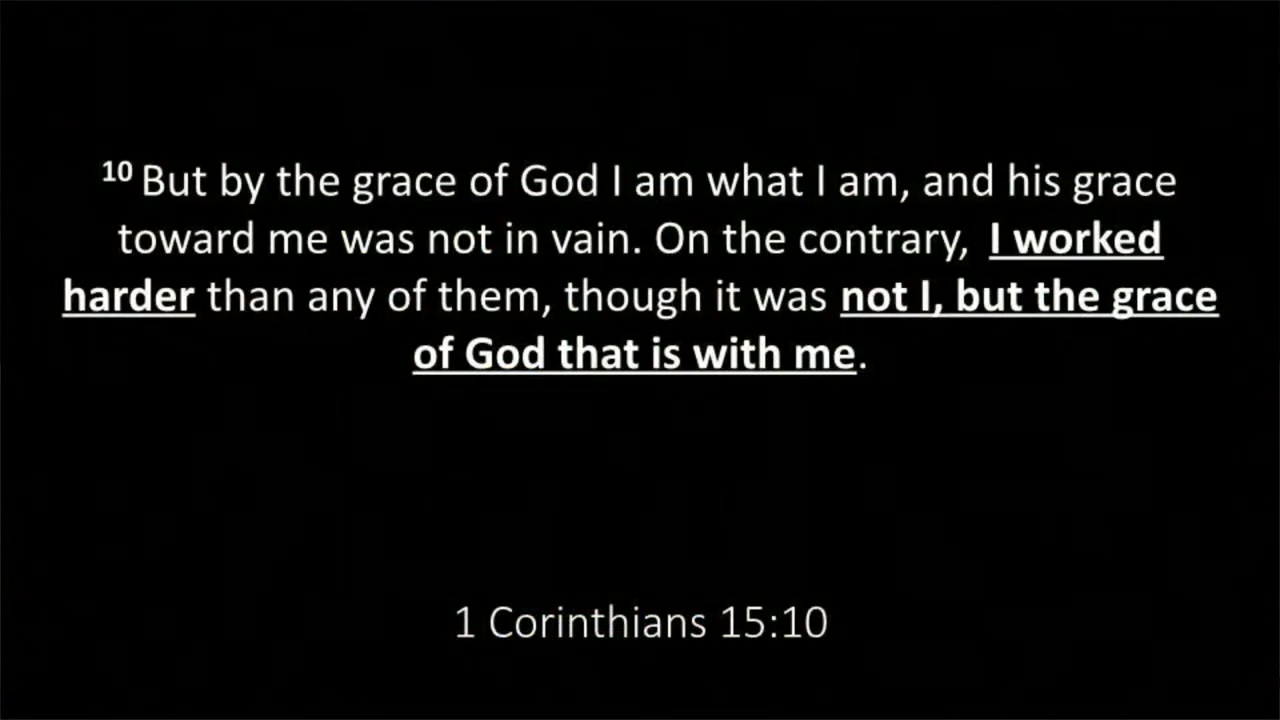 10 But by the grace of God I am what I am, and his grace
toward me was not in vain. On the contrary, I worked
harder than any of them, though it was not I, but the grace
of God that is with me.
1 Corinthians 15:10